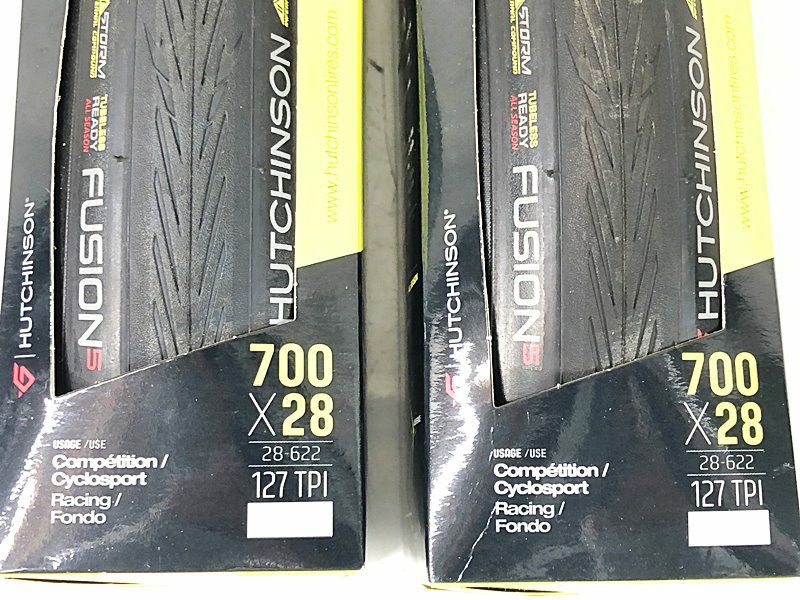 STORM
TUBELESS
READY
ALL SEASON
FUSION5
HUTCHINSON
www.hutchinsontires.com
HUTCHINSON®
700
X28
28-622
127 TPI
USAGE /USE
Compétition /
Cyclosport
Racing /
Fondo
STORM
TUBELESS
READY
ALL SEASON
FUSION5
HUTCHINSON
www.hutchinsontires.com
HUTCHINSON®
700
X28
28-622
127 TPI
USAGE /USE
Compétition /
Cyclosport
Racing /
Fondo